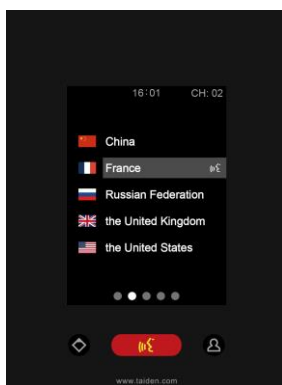 16:01 CH: 02
China
France
Russian Federation
the United Kingdom
the United States
www.taiden.com